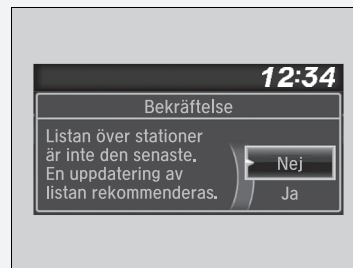 12:34
Bekräftelse
Listan över stationer
är inte den senaste.
En uppdatering av
listan rekommenderas.
Nej
Ja